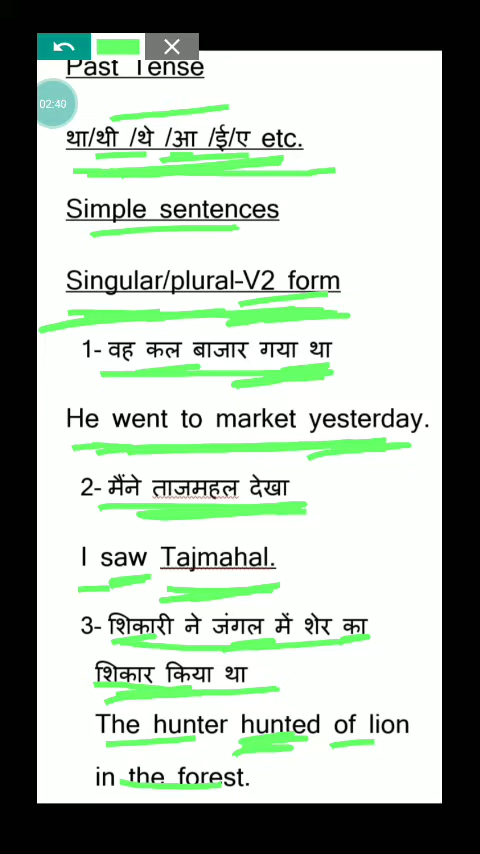 Past Tense
02:40
था/थी /थे /आ /ई/ए etc.
Simple sentences
Singular/plural-V2 form
1- वह कल बाजार गया था
He went to market yesterday.
2- मैंने ताजमहल देखा
I saw Tajmahal.
3- शिकारी ने जंगल में शेर का
शिकार किया था
The hunter hunted of lion
in the forest.